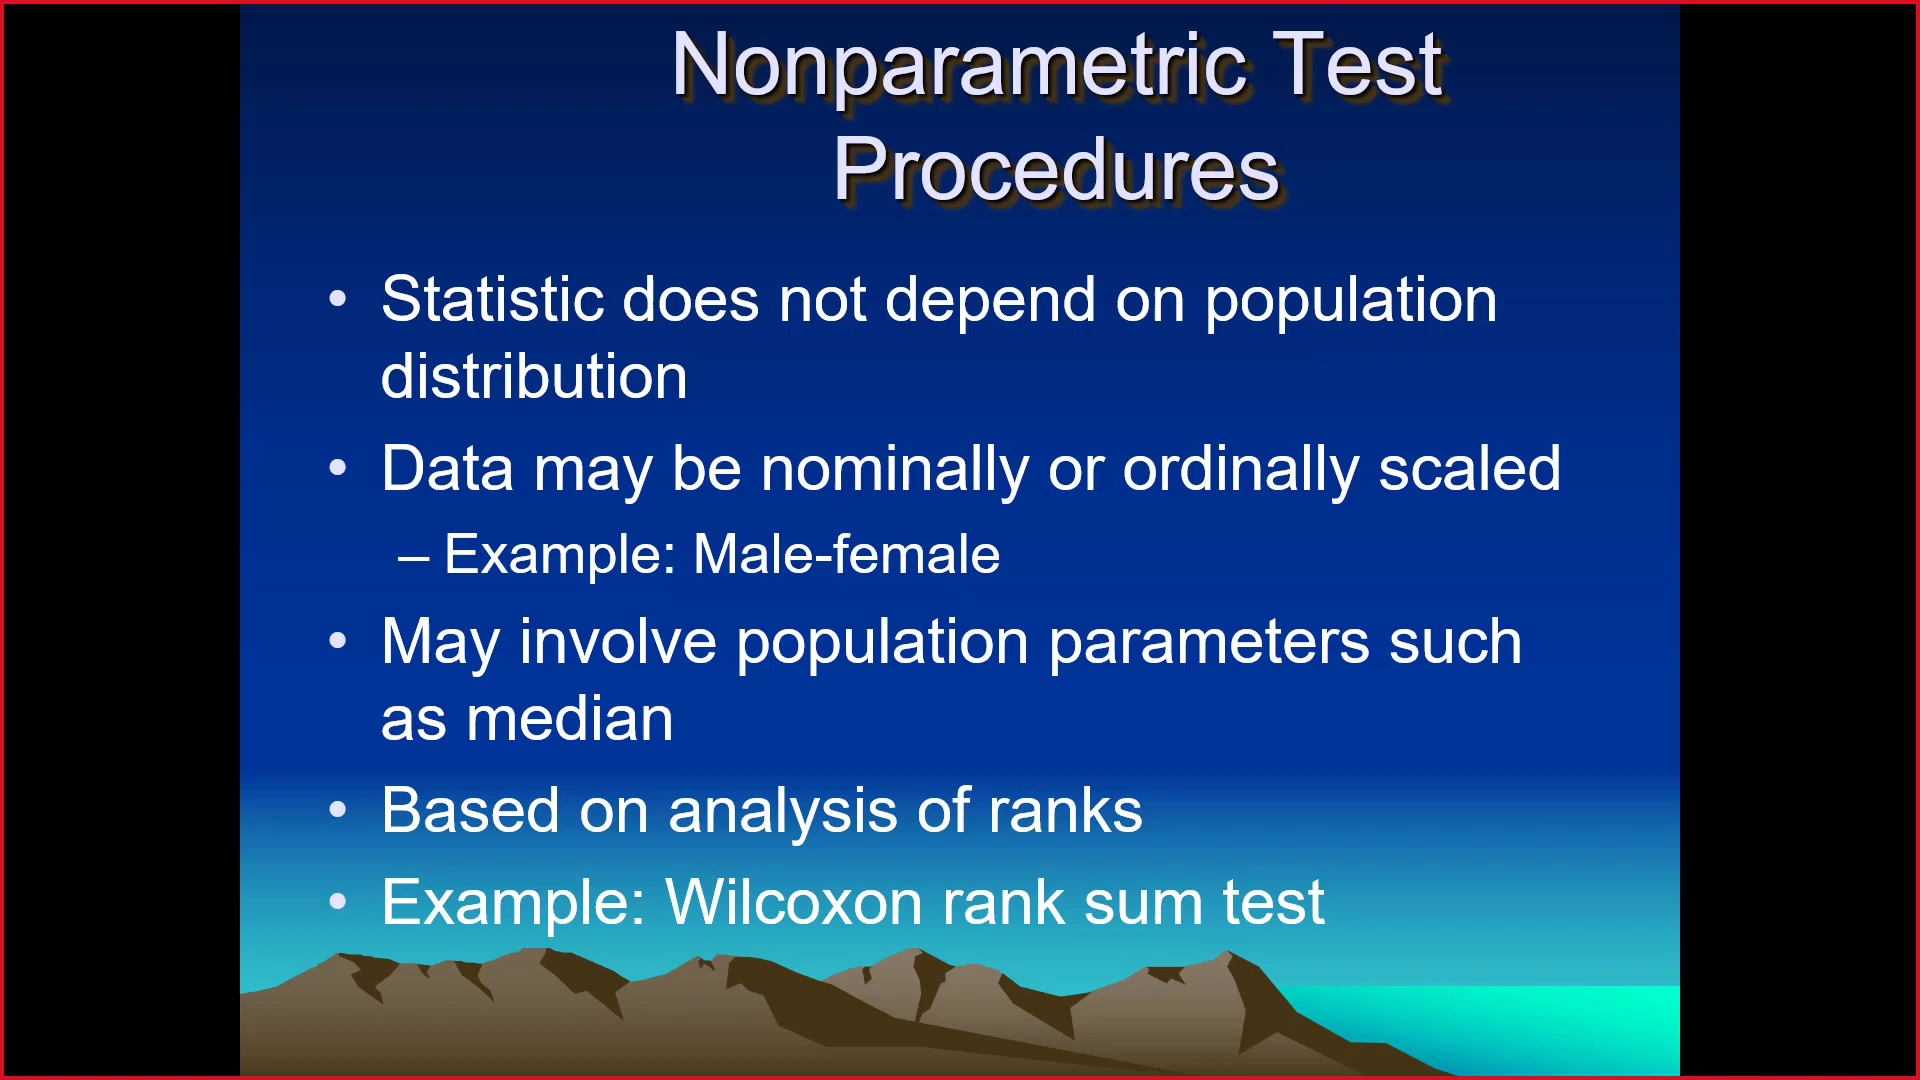 Nonparametric Test
Procedures
• Statistic does not depend on population
distribution
• Data may be nominally or ordinally scaled
– Example: Male-female
• May involve population parameters such
as median
• Based on analysis of ranks
• Example: Wilcoxon rank sum test